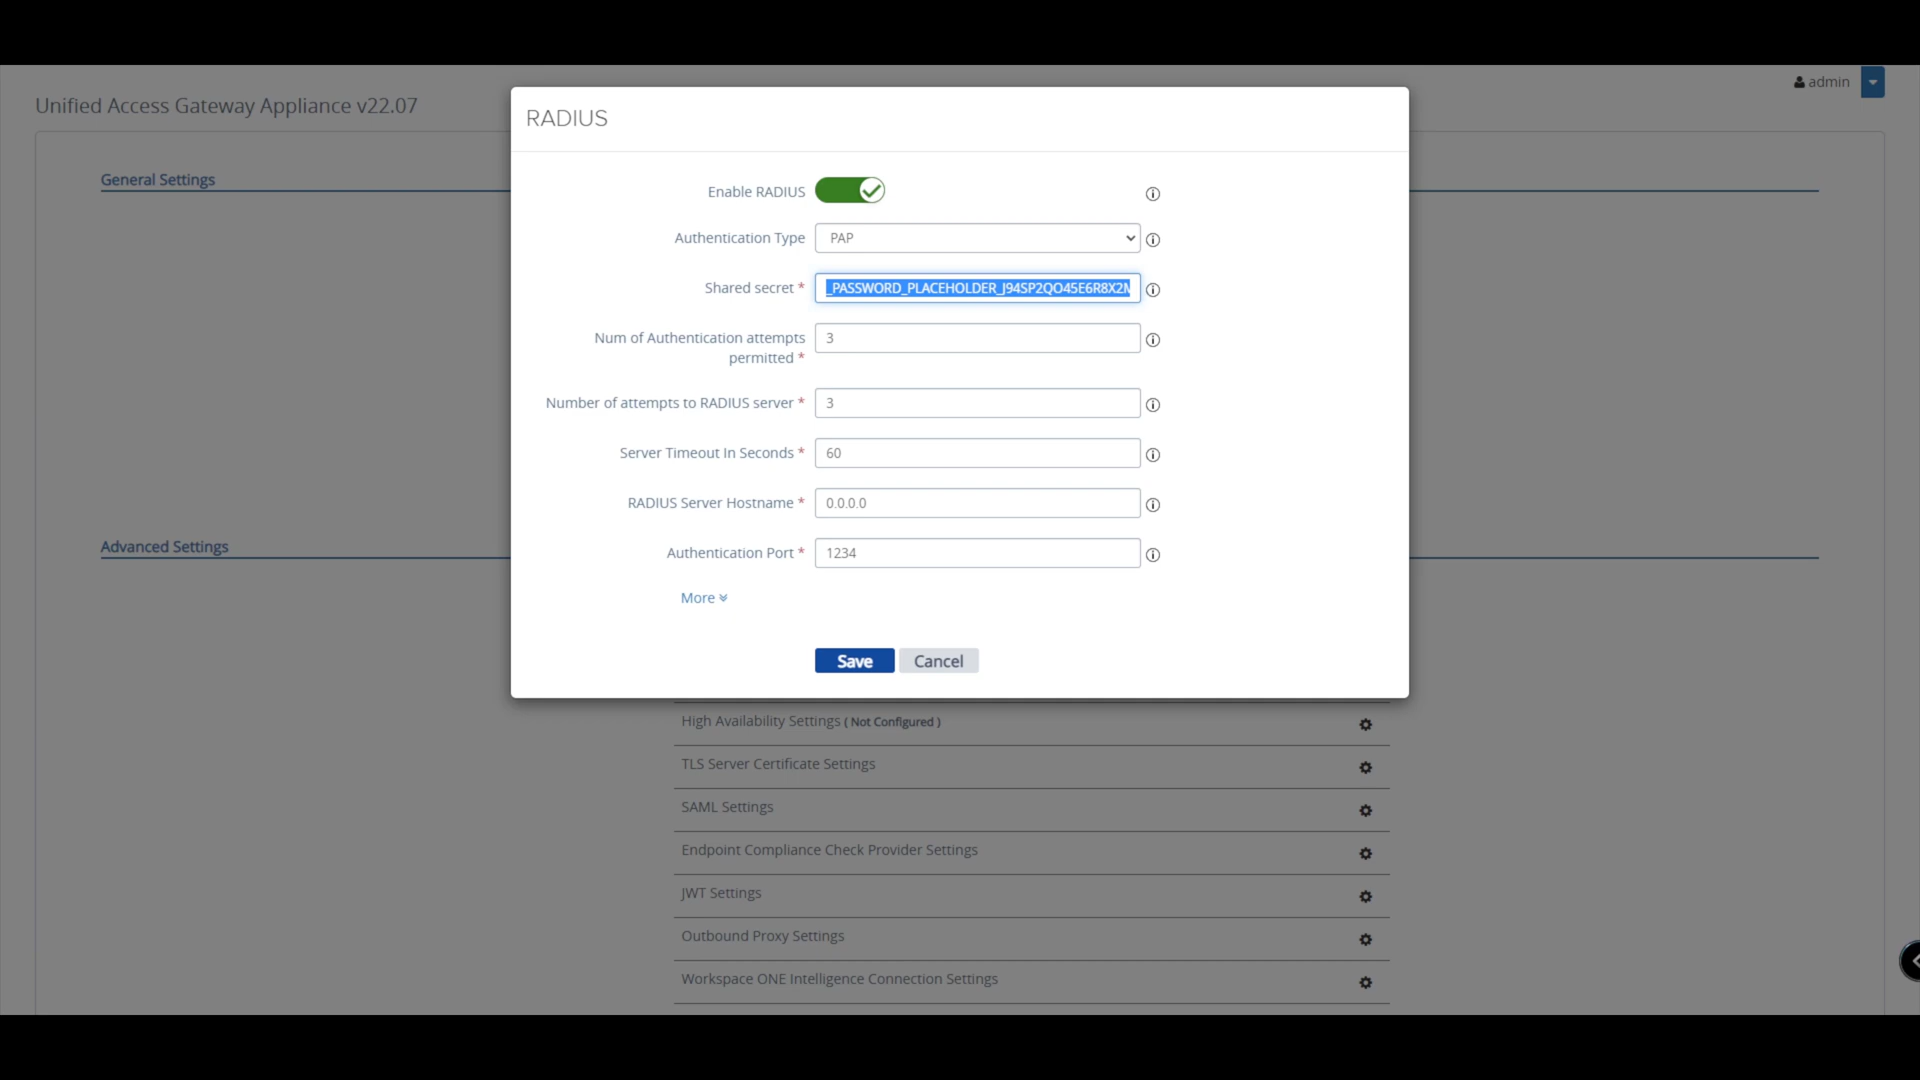 admin
Unified Access Gateway Appliance v22.07
General Settings
RADIUS
Enable RADIUS
Authentication Type PAP
Shared secret * _PASSWORD_PLACEHOLDER_J94SP2QO45E6R8X2M
Num of Authentication attempts
permitted * 3
Number of attempts to RADIUS server * 3
Server Timeout In Seconds * 60
RADIUS Server Hostname * 0.0.0.0
Authentication Port * 1234
More
Save Cancel
Advanced Settings
High Availability Settings ( Not Configured )
TLS Server Certificate Settings
SAML Settings
Endpoint Compliance Check Provider Settings
JWT Settings
Outbound Proxy Settings
Workspace ONE Intelligence Connection Settings